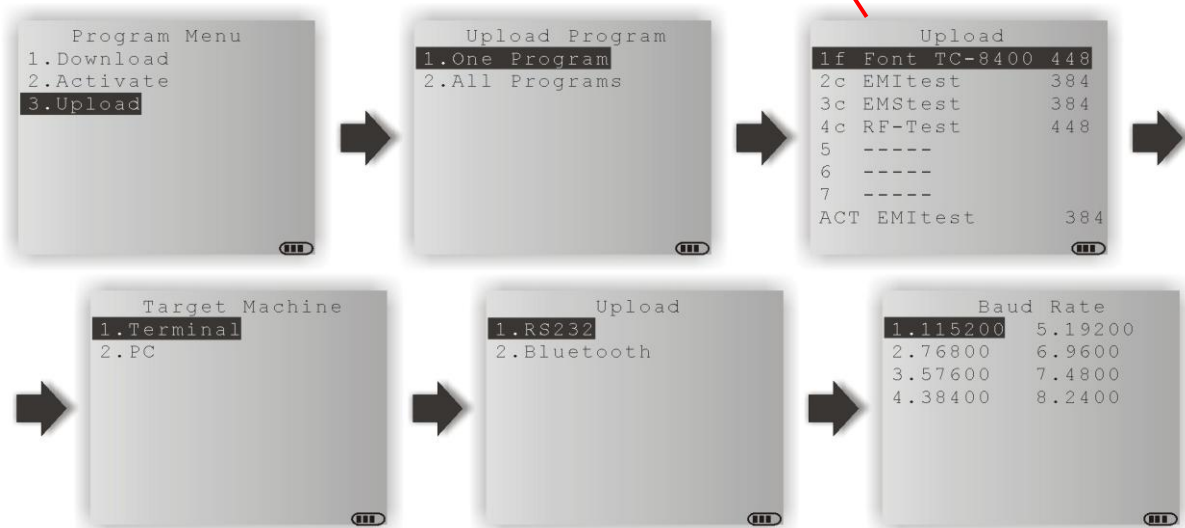 Program Menu
1.Download
2.Activate
3.Upload
Upload Program
1.One Program
2.All Programs
Upload
1f Font TC-8400 448
2c EMItest 384
3c EMStest 384
4c RF-Test 448
5 -----
6 -----
7 -----
ACT EMItest 384
Target Machine
1.Terminal
2.PC
Upload
1.RS232
2.Bluetooth
Baud Rate
1.115200 5.19200
2.76800 6.9600
3.57600 7.4800
4.38400 8.2400